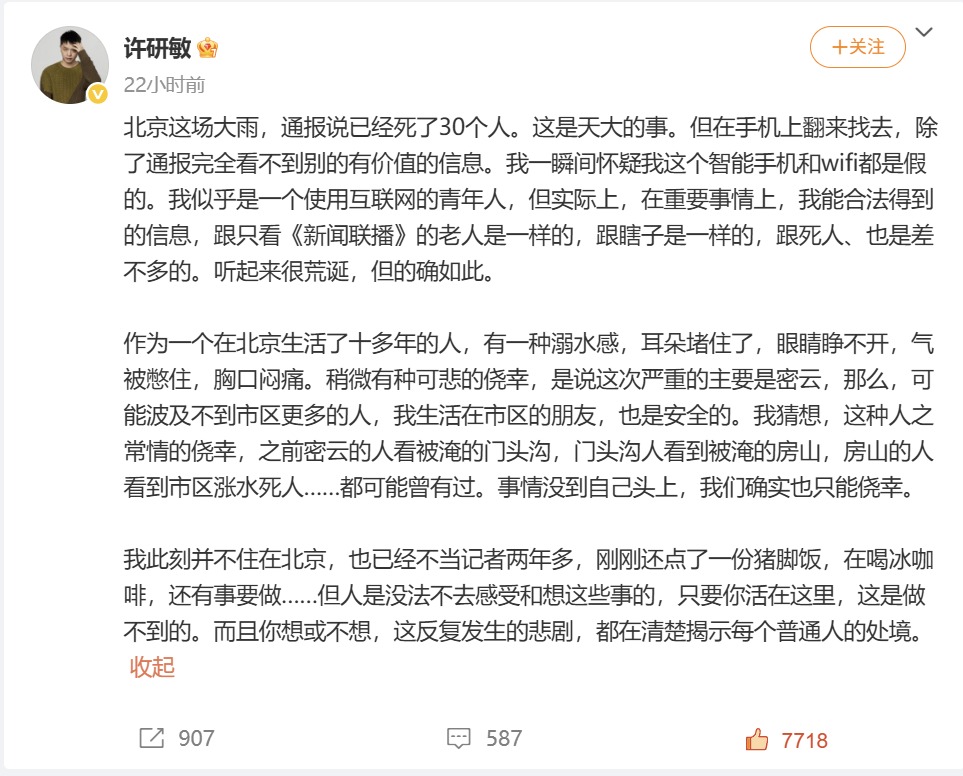 许研敏
+关注
22小时前
北京这场大雨，通报说已经死了30个人。这是天大的事。但在手机上翻来找去，除
了通报完全看不到别的有价值的信息。我一瞬间怀疑我这个智能手机和wifi都是假
的。我似乎是一个使用互联网的青年人，但实际上，在重要事情上，我能合法得到
的信息，跟只看《新闻联播》的老人是一样的，跟瞎子是一样的，跟死人、也是差
不多的。听起来很荒诞，但的确如此。
作为一个在北京生活了十多年的人，有一种溺水感，耳朵堵住了，眼睛睁不开，气
被憋住，胸口闷痛。稍微有种可悲的侥幸，是说这次严重的主要是密云，那么，可
能波及不到市区更多的人，我生活在市区的朋友，也是安全的。我猜想，这种人之
常情的侥幸，之前密云的人看被淹的门头沟，门头沟人看到被淹的房山，房山的人
看到市区涨水死人......都可能曾有过。事情没到自己头上，我们确实也只能侥幸。
我此刻并不住在北京，也已经不当记者两年多，刚刚还点了一份猪脚饭，在喝冰咖
啡，还有事要做......但人是没法不去感受和想这些事的，只要你活在这里，这是做
不到的。而且你想或不想，这反复发生的悲剧，都在清楚揭示每个普通人的处境。
收起
907
587
7718